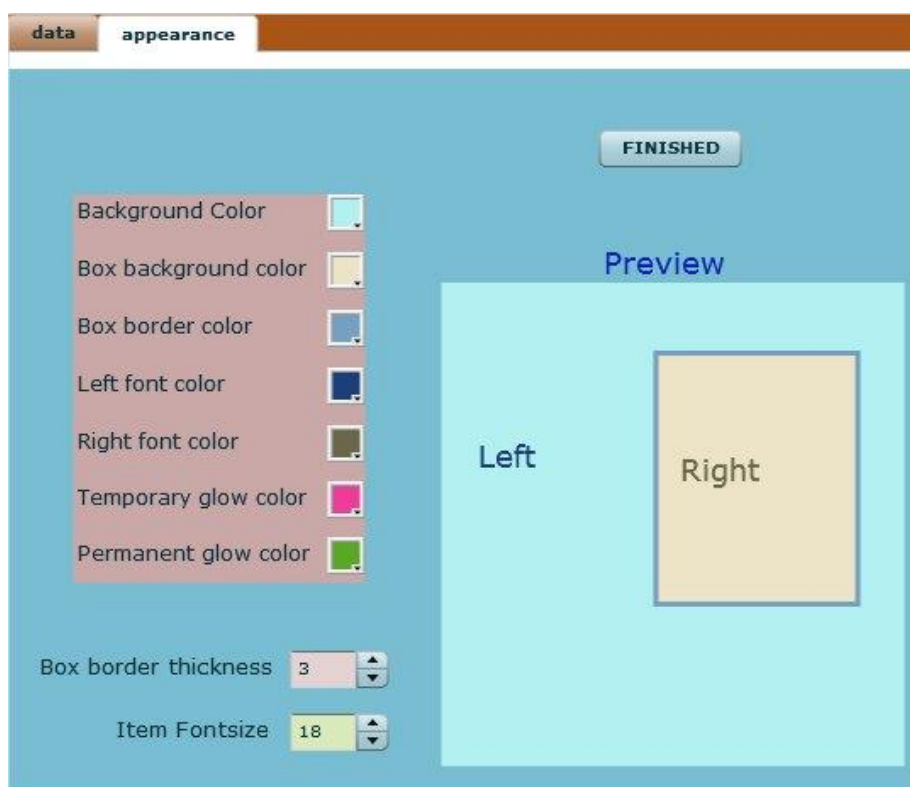 data
appearance
FINISHED
Background Color
Box background color
Box border color
Left font color
Right font color
Temporary glow color
Permanent glow color
Box border thickness 3
Item Fontsize 18
Preview
Left
Right